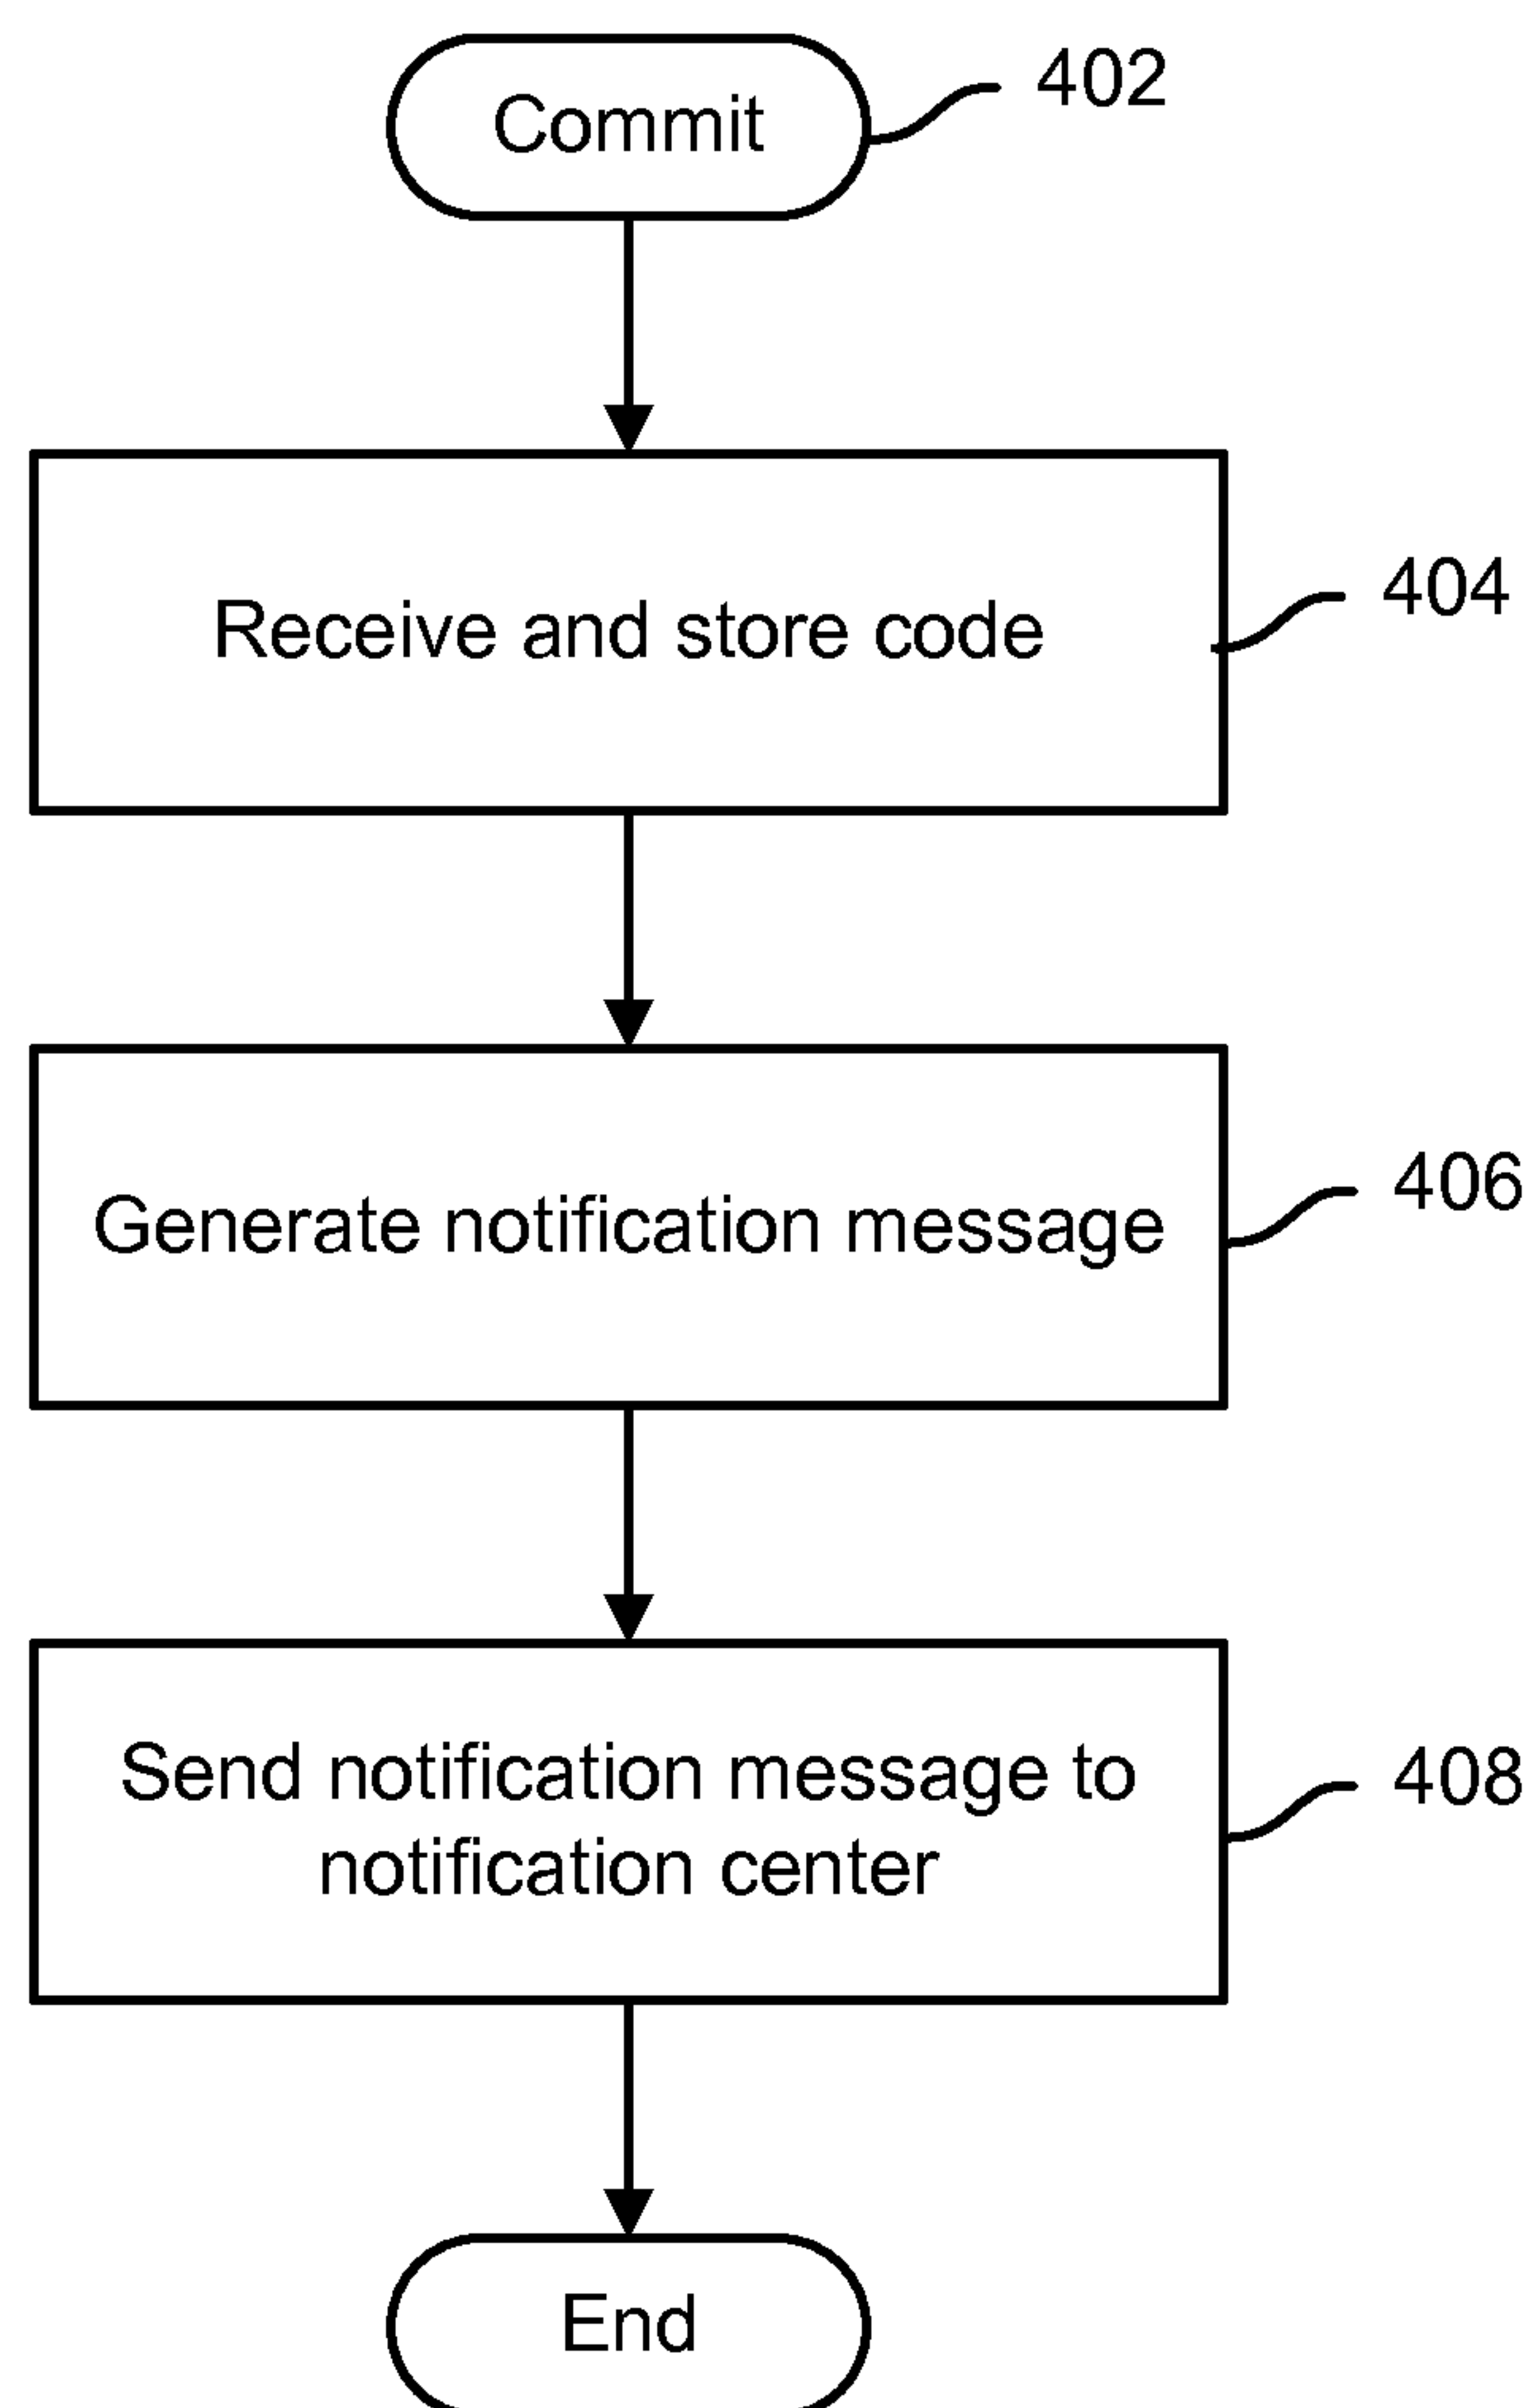 Commit
402
Receive and store code
404
Generate notification message
406
Send notification message to
notification center
408
End